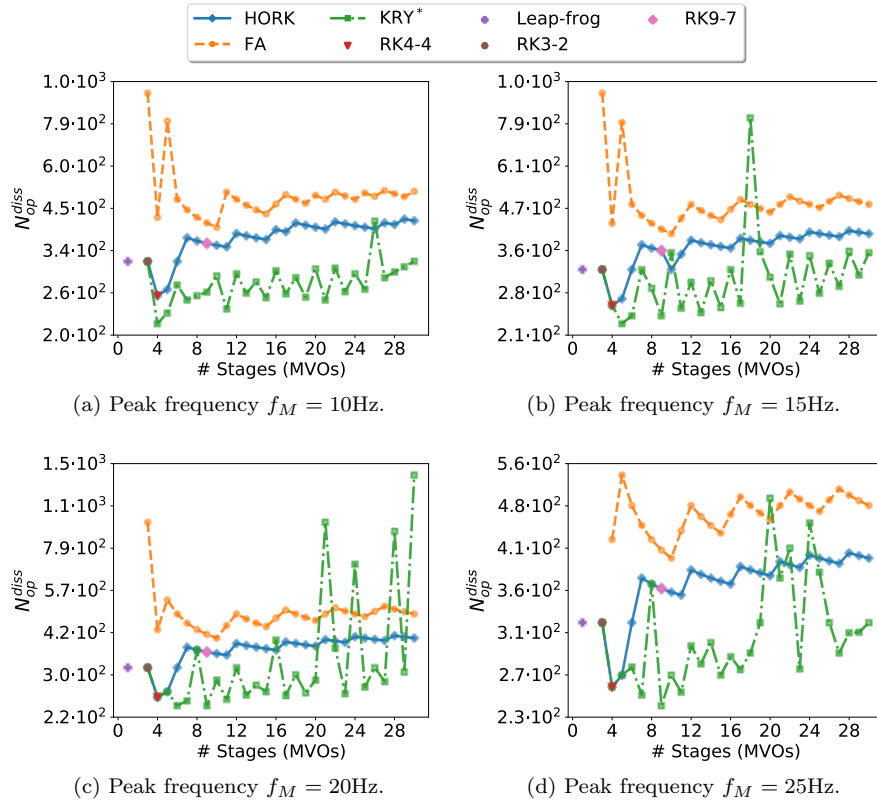 HORK KRY* Leap-frog RK9-7
FA RK4-4 RK3-2
1.0·10³ 1.0·10³
7.9·10² 7.9·10²
6.0·10² 6.1·10²
4.5·10² 4.7·10²
3.4·10² 3.6·10²
2.6·10² 2.8·10²
2.0·10² 2.1·10²
N_op^diss N_op^diss
0 4 8 12 16 20 24 28 0 4 8 12 16 20 24 28
# Stages (MVOs) # Stages (MVOs)
(a) Peak frequency f_M = 10Hz. (b) Peak frequency f_M = 15Hz.
1.5·10³ 5.6·10²
1.1·10³ 4.8·10²
7.9·10² 4.1·10²
5.7·10² 3.6·10²
4.2·10² 3.1·10²
3.0·10² 2.7·10²
2.2·10² 2.3·10²
N_op^diss N_op^diss
0 4 8 12 16 20 24 28 0 4 8 12 16 20 24 28
# Stages (MVOs) # Stages (MVOs)
(c) Peak frequency f_M = 20Hz. (d) Peak frequency f_M = 25Hz.